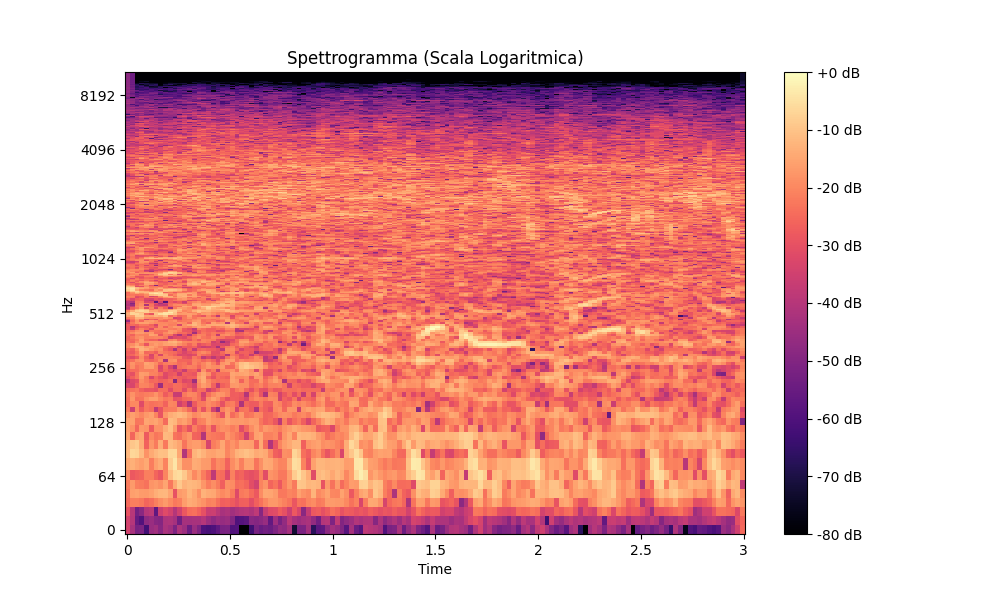 Spettrogramma (Scala Logaritmica)
Hz
8192
4096
2048
1024
512
256
128
64
0
0 0.5 1 1.5 2 2.5 3
Time
+0 dB
-10 dB
-20 dB
-30 dB
-40 dB
-50 dB
-60 dB
-70 dB
-80 dB